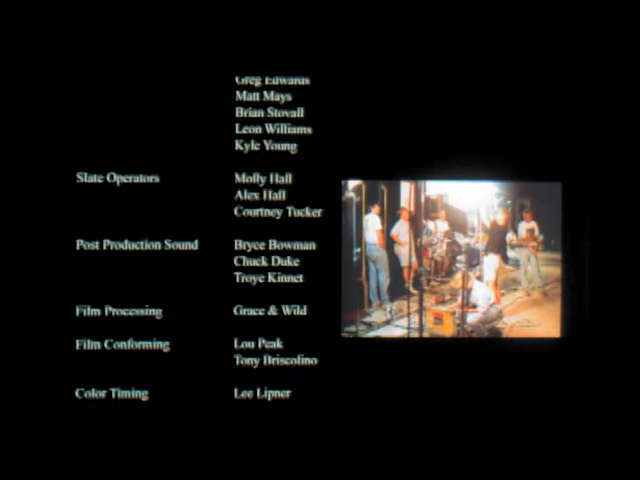 Greg Edwards
Matt Mays
Brian Stovall
Leon Williams
Kyle Young
Slate Operators Molly Hall
Alex Hall
Courtney Tucker
Post Production Sound Bryce Bowman
Chuck Duke
Troye Kinnet
Film Processing Grace & Wild
Film Conforming Lou Peak
Tony Briscolino
Color Timing Lee Lipner